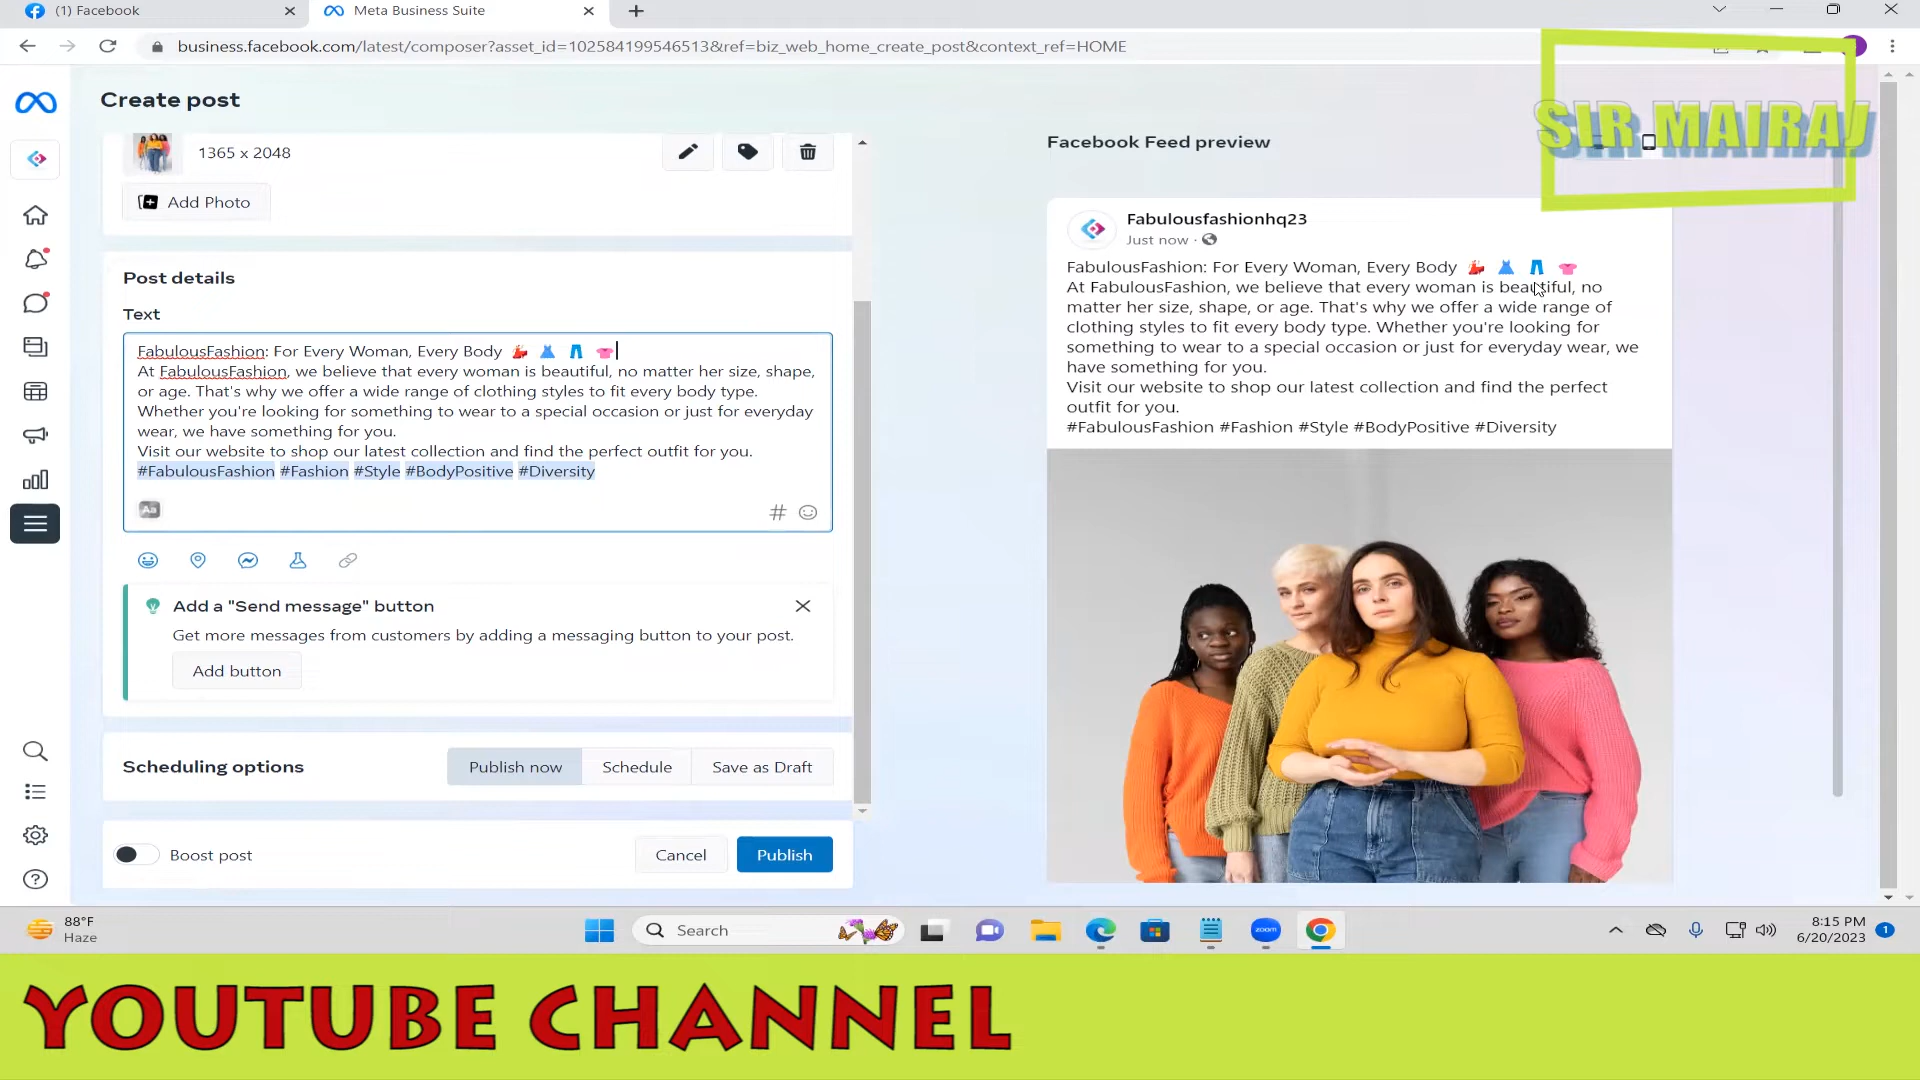 (1) Facebook
Meta Business Suite
business.facebook.com/latest/composer?asset_id=102584199546513&ref=biz_web_home_create_post&context_ref=HOME
SIR MAIRAJ
Create post
1365 x 2048
Add Photo
Post details
Text
FabulousFashion: For Every Woman, Every Body 💃 👗 👖 👚
At FabulousFashion, we believe that every woman is beautiful, no matter her size, shape,
or age. That's why we offer a wide range of clothing styles to fit every body type.
Whether you're looking for something to wear to a special occasion or just for everyday
wear, we have something for you.
Visit our website to shop our latest collection and find the perfect outfit for you.
#FabulousFashion #Fashion #Style #BodyPositive #Diversity
Aa
#
Add a "Send message" button
Get more messages from customers by adding a messaging button to your post.
Add button
Scheduling options
Publish now
Schedule
Save as Draft
Boost post
Cancel
Publish
Facebook Feed preview
Fabulousfashionhq23
Just now ·
FabulousFashion: For Every Woman, Every Body 💃 👗 👖 👚
At FabulousFashion, we believe that every woman is beautiful, no
matter her size, shape, or age. That's why we offer a wide range of
clothing styles to fit every body type. Whether you're looking for
something to wear to a special occasion or just for everyday wear, we
have something for you.
Visit our website to shop our latest collection and find the perfect
outfit for you.
#FabulousFashion #Fashion #Style #BodyPositive #Diversity
88°F
Haze
Search
zoom
8:15 PM
6/20/2023
1
YOUTUBE CHANNEL